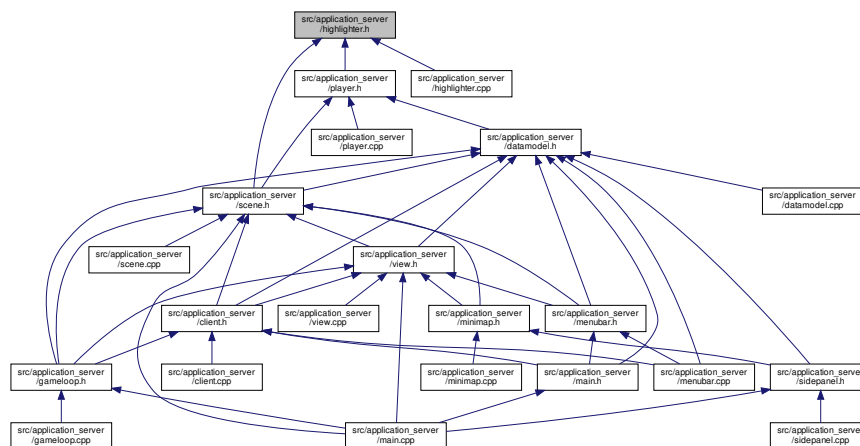 src/application_server
/highlighter.h
src/application_server
/player.h
src/application_server
/highlighter.cpp
src/application_server
/player.cpp
src/application_server
/datamodel.h
src/application_server
/scene.h
src/application_server
/datamodel.cpp
src/application_server
/scene.cpp
src/application_server
/view.h
src/application_server
/client.h
src/application_server
/view.cpp
src/application_server
/minimap.h
src/application_server
/menubar.h
src/application_server
/gameloop.h
src/application_server
/client.cpp
src/application_server
/minimap.cpp
src/application_server
/main.h
src/application_server
/menubar.cpp
src/application_server
/sidepanel.h
src/application_server
/gameloop.cpp
src/application_server
/main.cpp
src/application_server
/sidepanel.cpp